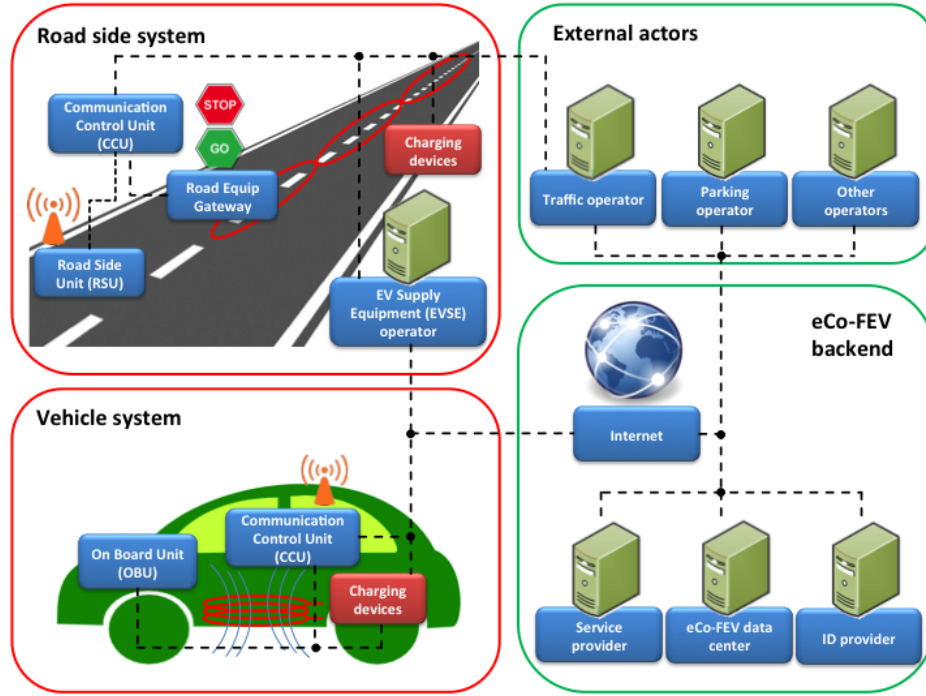 Road side system
Communication
Control Unit
(CCU)
STOP
GO
Road Equip
Gateway
Charging
devices
Road Side
Unit (RSU)
EV Supply
Equipment (EVSE)
operator
External actors
Traffic operator
Parking
operator
Other
operators
Vehicle system
On Board Unit
(OBU)
Communication
Control Unit
(CCU)
Charging
devices
eCo-FEV
backend
Internet
Service
provider
eCo-FEV data
center
ID provider